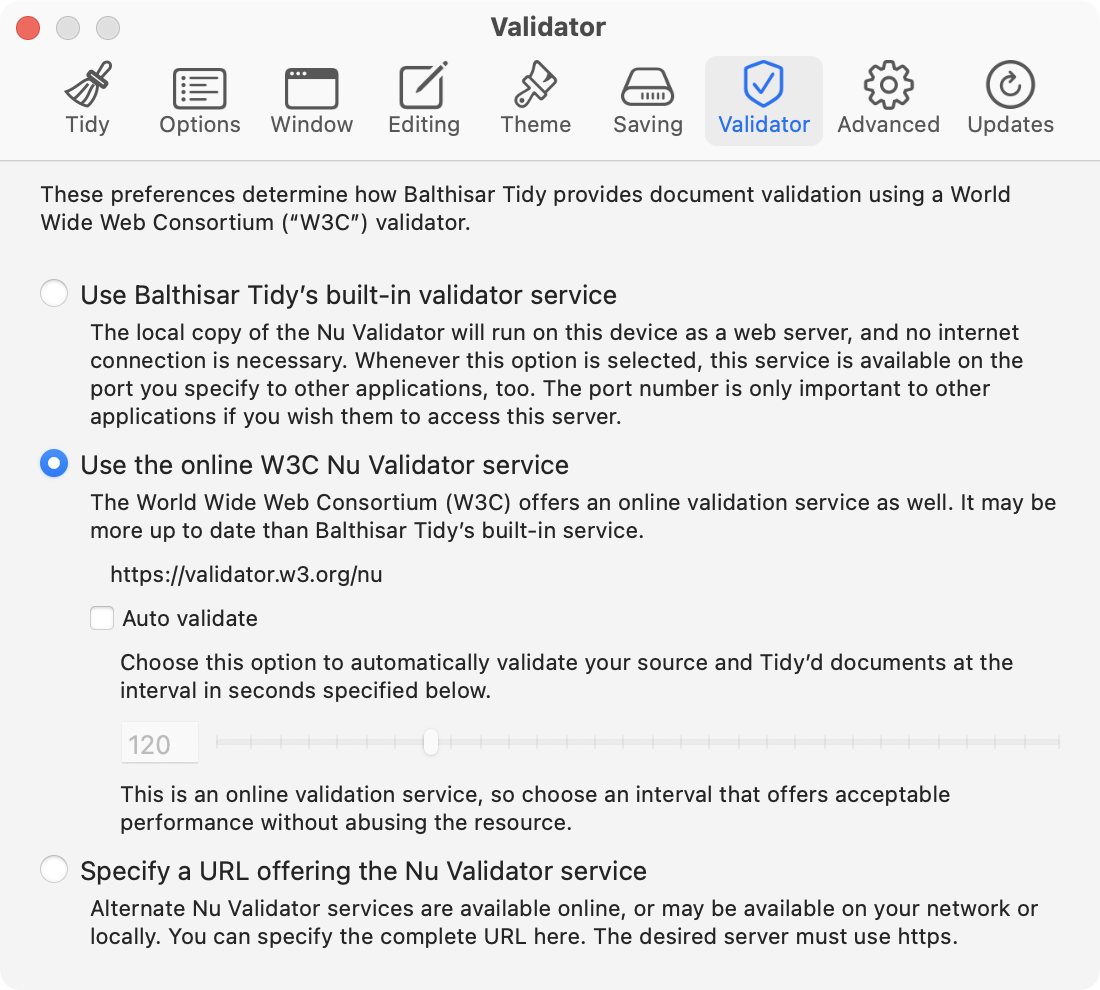 Validator
Tidy
Options
Window
Editing
Theme
Saving
Validator
Advanced
Updates
These preferences determine how Balthisar Tidy provides document validation using a World
Wide Web Consortium (“W3C”) validator.
Use Balthisar Tidy’s built-in validator service
The local copy of the Nu Validator will run on this device as a web server, and no internet
connection is necessary. Whenever this option is selected, this service is available on the
port you specify to other applications, too. The port number is only important to other
applications if you wish them to access this server.
Use the online W3C Nu Validator service
The World Wide Web Consortium (W3C) offers an online validation service as well. It may be
more up to date than Balthisar Tidy’s built-in service.
https://validator.w3.org/nu
Auto validate
Choose this option to automatically validate your source and Tidy’d documents at the
interval in seconds specified below.
120
This is an online validation service, so choose an interval that offers acceptable
performance without abusing the resource.
Specify a URL offering the Nu Validator service
Alternate Nu Validator services are available online, or may be available on your network or
locally. You can specify the complete URL here. The desired server must use https.